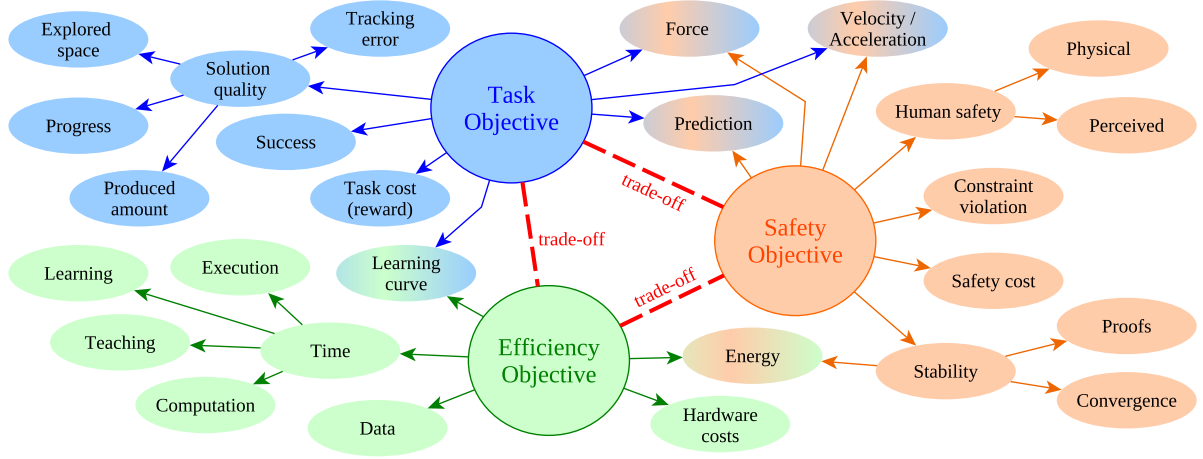 Explored
space
Tracking
error
Solution
quality
Progress
Produced
amount
Success
Task cost
(reward)
Task
Objective
Force
Velocity /
Acceleration
Prediction
Physical
Human safety
Perceived
Constraint
violation
Safety
Objective
Safety cost
trade-off
trade-off
trade-off
Learning
curve
Learning
Execution
Teaching
Time
Computation
Data
Efficiency
Objective
Energy
Hardware
costs
Stability
Proofs
Convergence